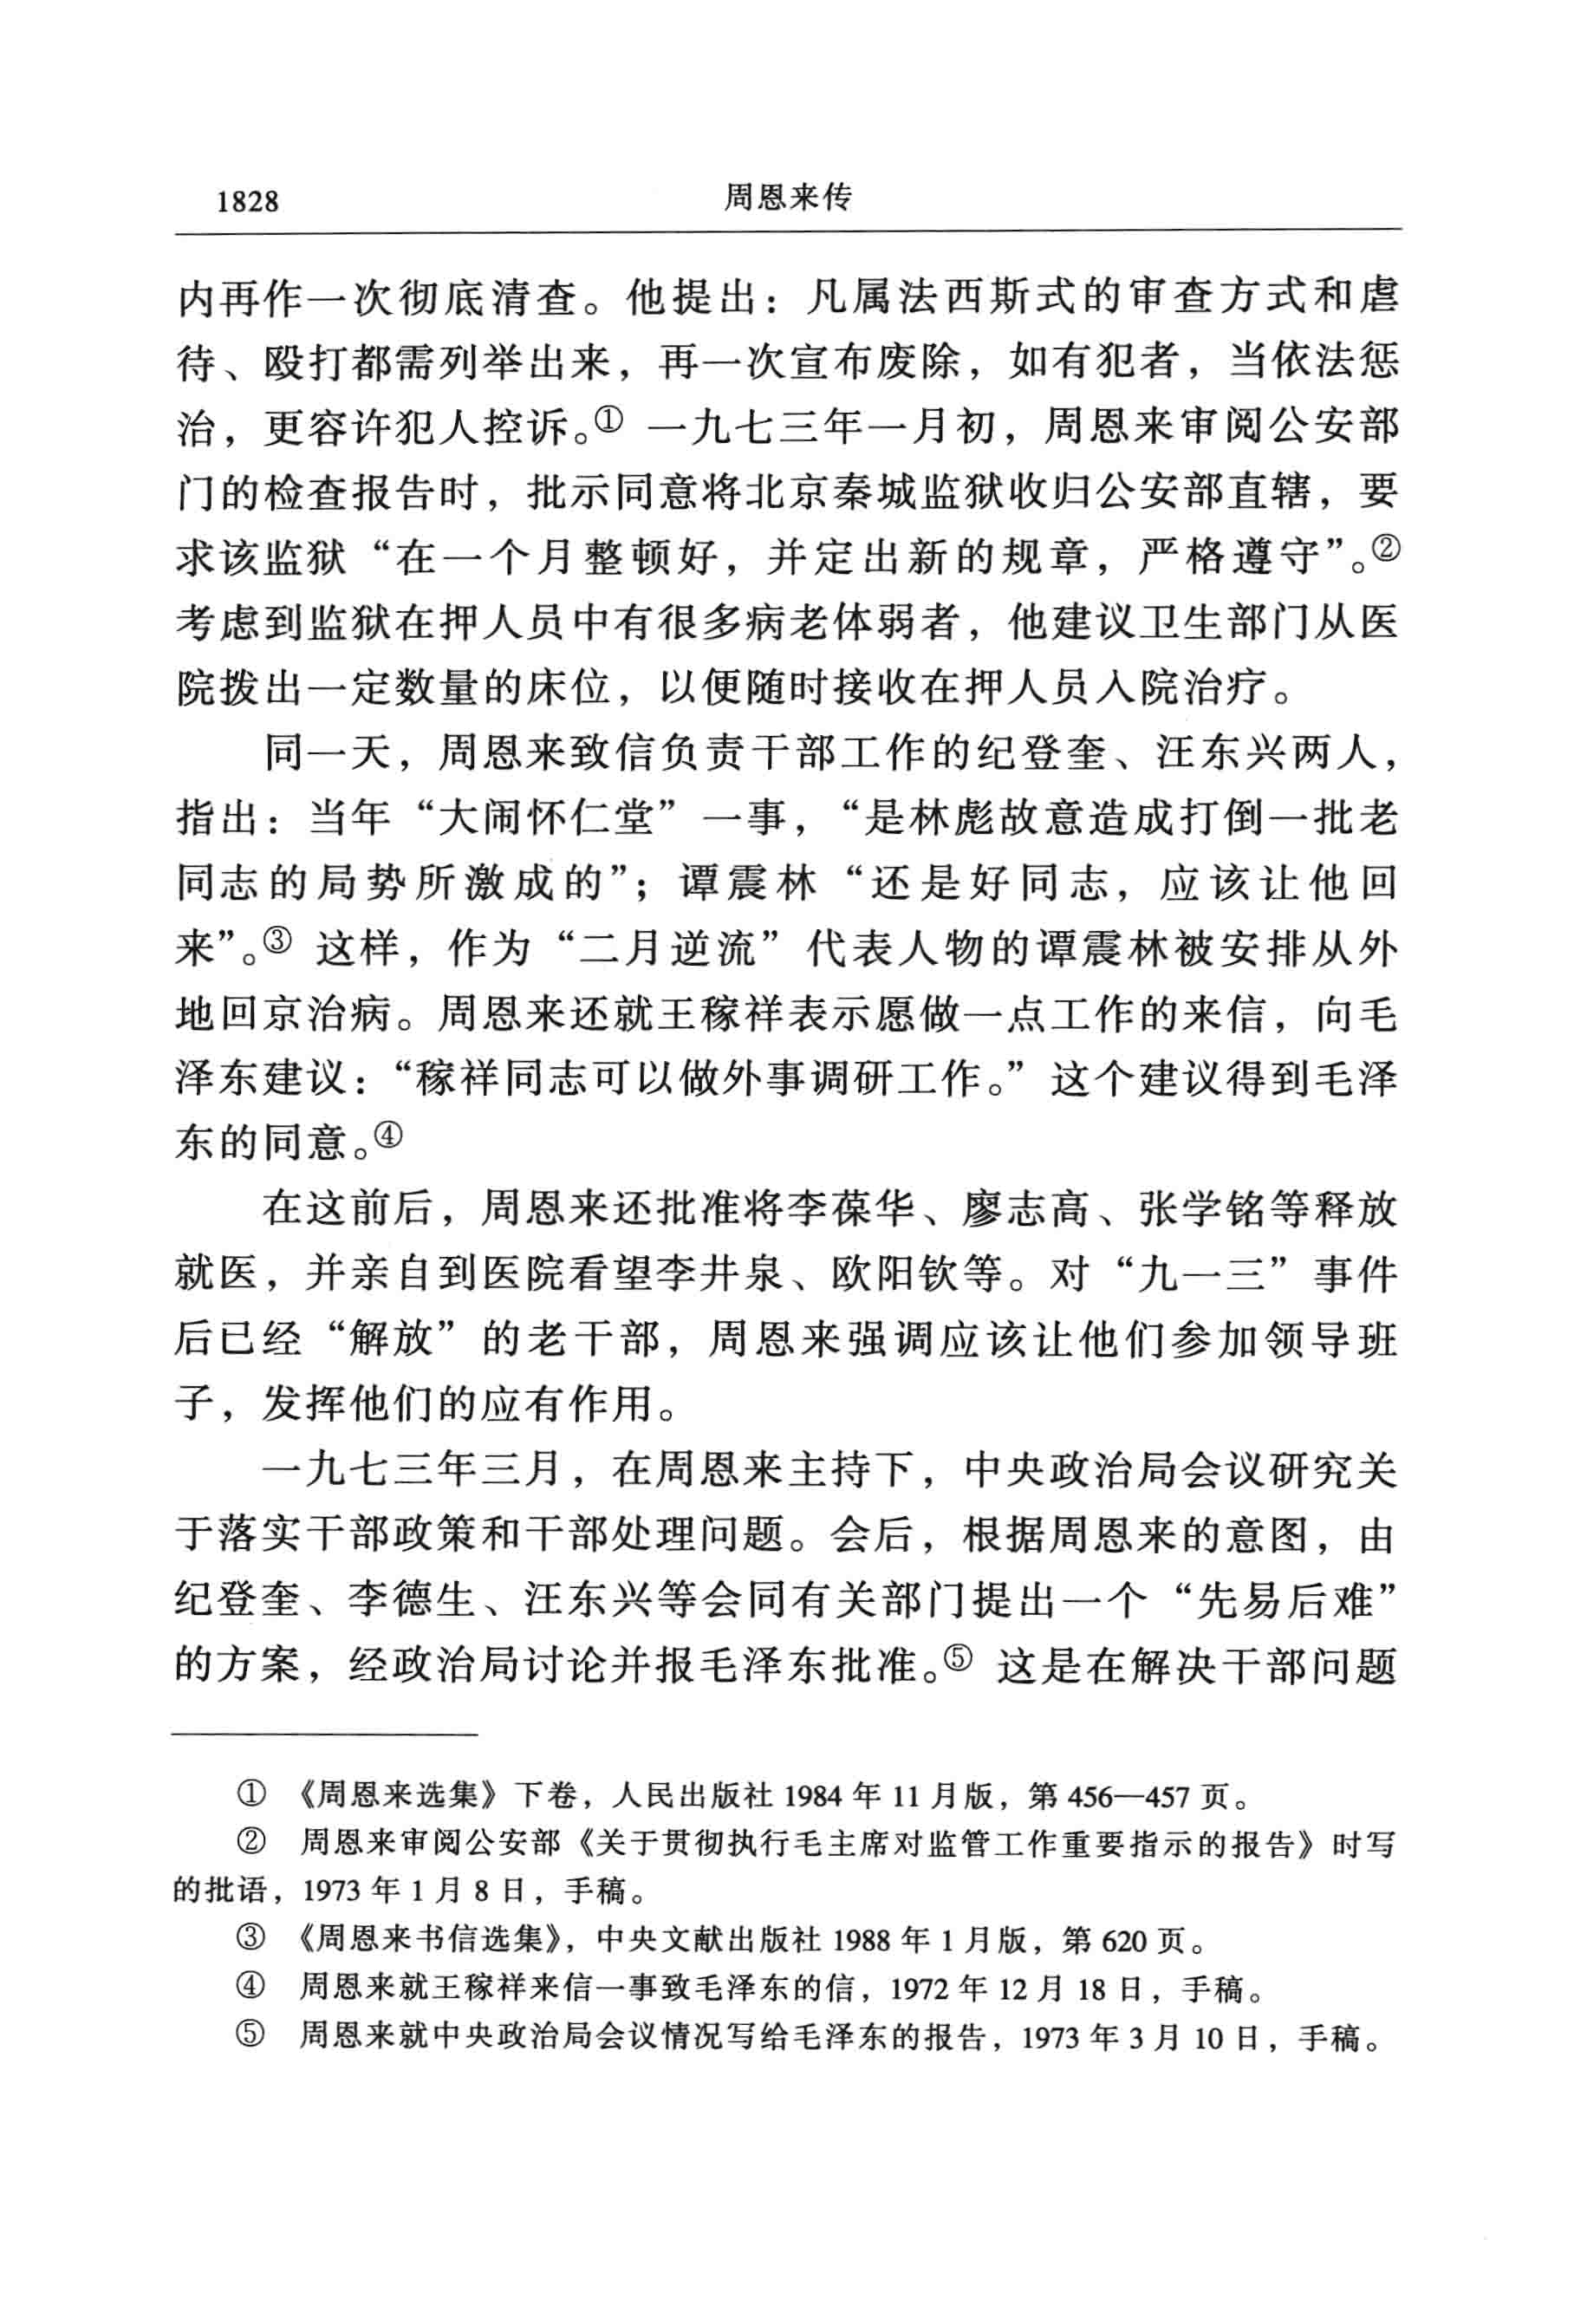 1828
周恩来传
内再作一次彻底清查。他提出：凡属法西斯式的审查方式和虐
待、殴打都需列举出来，再一次宣布废除，如有犯者，当依法惩
治，更容许犯人控诉。① 一九七三年一月初，周恩来审阅公安部
门的检查报告时，批示同意将北京秦城监狱收归公安部直辖，要
求该监狱“在一个月整顿好，并定出新的规章，严格遵守”。②
考虑到监狱在押人员中有很多病老体弱者，他建议卫生部门从医
院拨出一定数量的床位，以便随时接收在押人员入院治疗。
同一天，周恩来致信负责干部工作的纪登奎、汪东兴两人，
指出：当年“大闹怀仁堂”一事，“是林彪故意造成打倒一批老
同志的局势所激成的”；谭震林“还是好同志，应该让他回
来”。③ 这样，作为“二月逆流”代表人物的谭震林被安排从外
地回京治病。周恩来还就王稼祥表示愿做一点工作的来信，向毛
泽东建议：“稼祥同志可以做外事调研工作。”这个建议得到毛泽
东的同意。④
在这前后，周恩来还批准将李葆华、廖志高、张学铭等释放
就医，并亲自到医院看望李井泉、欧阳钦等。对“九一三”事件
后已经“解放”的老干部，周恩来强调应该让他们参加领导班
子，发挥他们的应有作用。
一九七三年三月，在周恩来主持下，中央政治局会议研究关
于落实干部政策和干部处理问题。会后，根据周恩来的意图，由
纪登奎、李德生、汪东兴等会同有关部门提出一个“先易后难”
的方案，经政治局讨论并报毛泽东批准。⑤ 这是在解决干部问题
① 《周恩来选集》下卷，人民出版社 1984 年 11 月版，第 456—457 页。
② 周恩来审阅公安部《关于贯彻执行毛主席对监管工作重要指示的报告》时写
的批语，1973 年 1 月 8 日，手稿。
③ 《周恩来书信选集》，中央文献出版社 1988 年 1 月版，第 620 页。
④ 周恩来就王稼祥来信一事致毛泽东的信，1972 年 12 月 18 日，手稿。
⑤ 周恩来就中央政治局会议情况写给毛泽东的报告，1973 年 3 月 10 日，手稿。